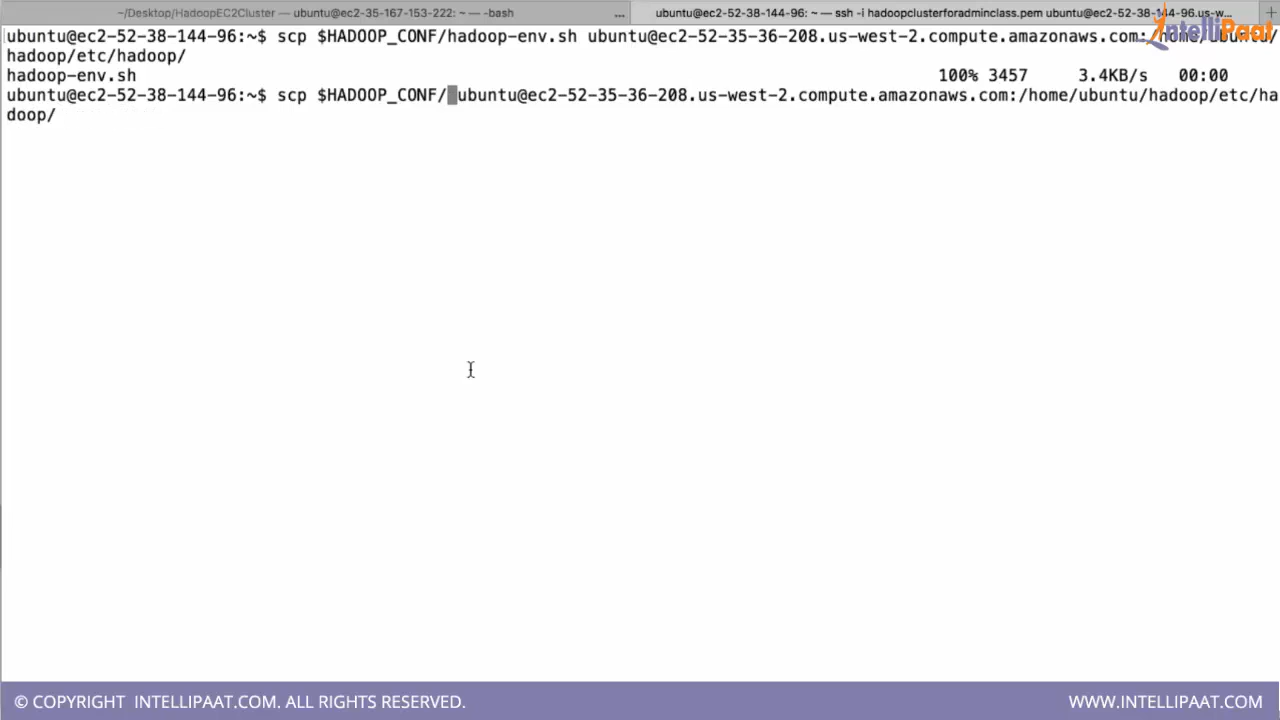 ~/Desktop/HadoopEC2Cluster — ubuntu@ec2-35-167-153-222: ~ — -bash ... ubuntu@ec2-52-38-144-96: ~ — ssh -i hadoopclusterforadminclass.pem ubuntu@ec2-52-38-144-96.us-w... +
IntelliPaat
ubuntu@ec2-52-38-144-96:~$ scp $HADOOP_CONF/hadoop-env.sh ubuntu@ec2-52-35-36-208.us-west-2.compute.amazonaws.com:/home/ubuntu/
hadoop/etc/hadoop/
hadoop-env.sh 100% 3457 3.4KB/s 00:00
ubuntu@ec2-52-38-144-96:~$ scp $HADOOP_CONF/ ubuntu@ec2-52-35-36-208.us-west-2.compute.amazonaws.com:/home/ubuntu/hadoop/etc/ha
doop/
© COPYRIGHT INTELLIPAAT.COM. ALL RIGHTS RESERVED. WWW.INTELLIPAAT.COM